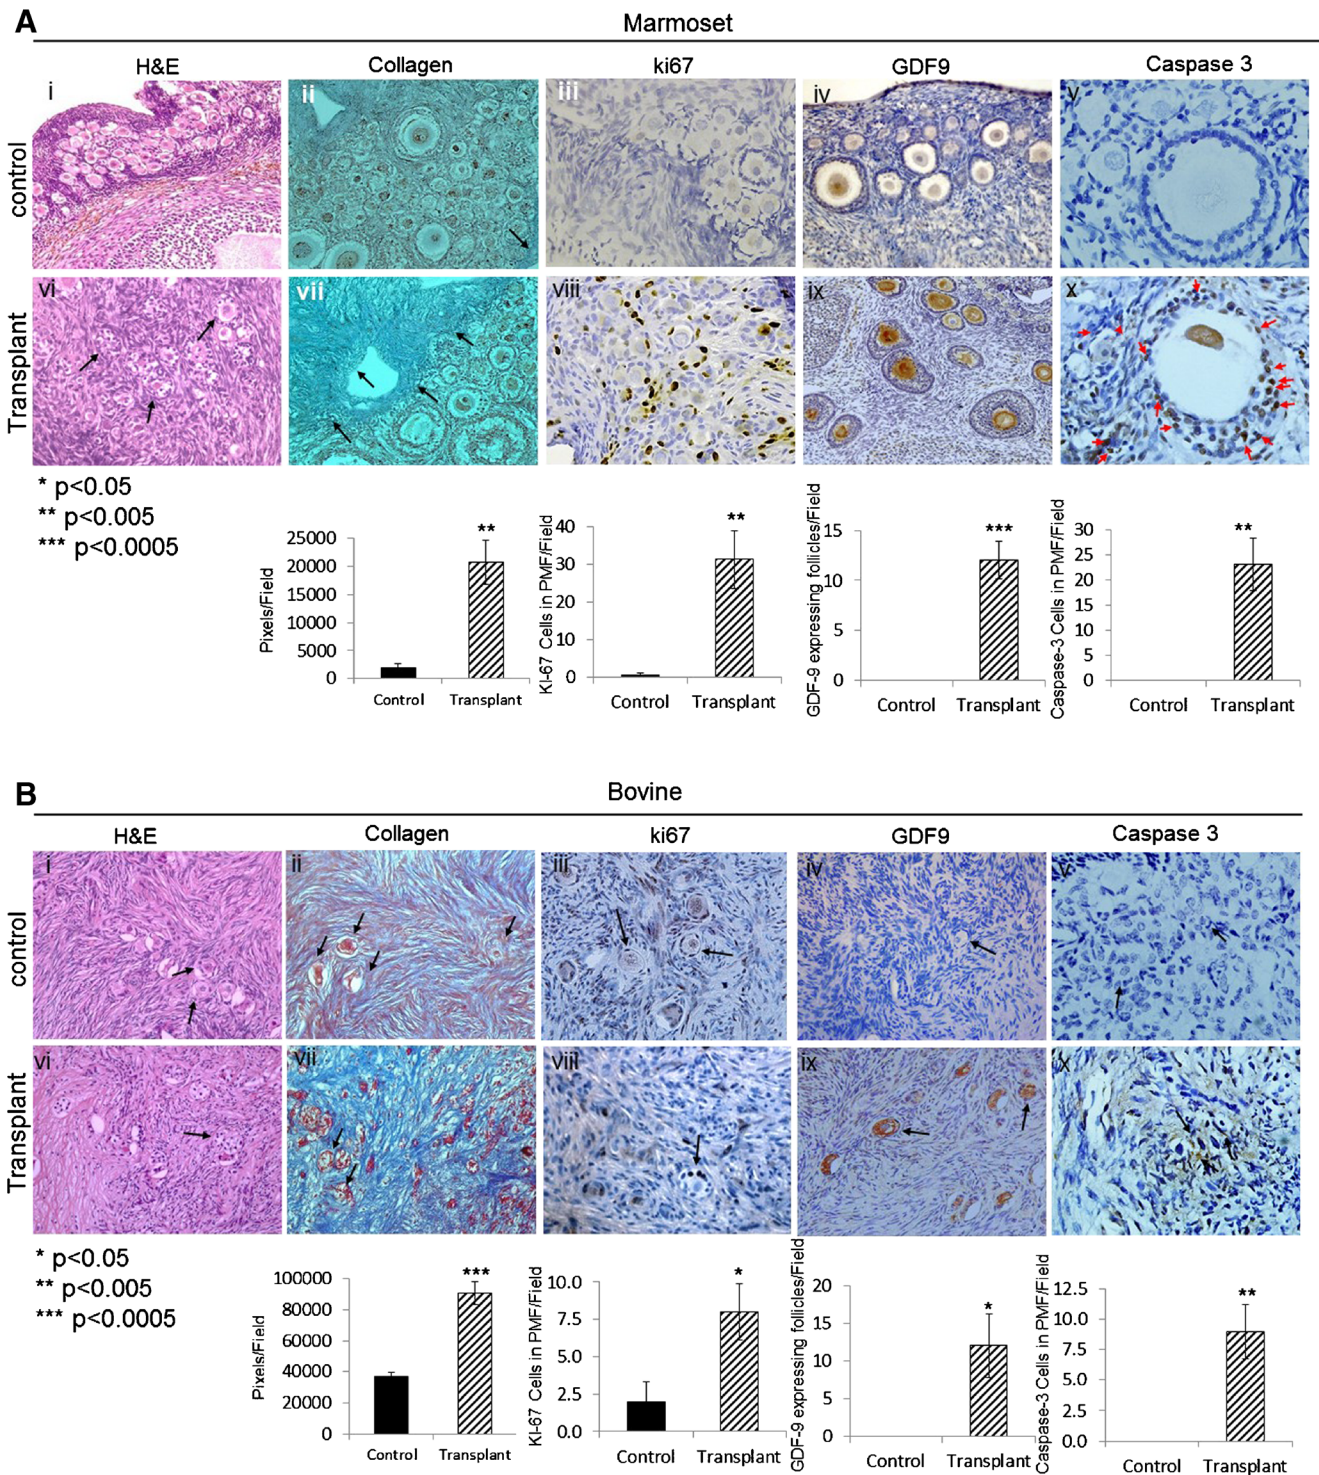 A
Marmoset
H&E Collagen ki67 GDF9 Caspase 3
control
i ii iii iv v
Transplant
vi vii viii ix x
* p<0.05
** p<0.005
*** p<0.0005
Pixels/Field
25000
20000
15000
10000
5000
0
**
Control Transplant
KI-67 Cells in PMF/Field
40
30
20
10
0
**
Control Transplant
GDF-9 expressing follicles/Field
15
10
5
0
***
Control Transplant
Caspase-3 Cells in PMF/Field
30
25
20
15
10
5
0
**
Control Transplant
B
Bovine
H&E Collagen ki67 GDF9 Caspase 3
control
i ii iii iv v
Transplant
vi vii viii ix x
* p<0.05
** p<0.005
*** p<0.0005
Pixels/Field
100000
80000
60000
40000
20000
0
***
Control Transplant
KI-67 Cells in PMF/Field
10.0
7.5
5.0
2.5
0.0
*
Control Transplant
GDF-9 expressing follicles/Field
20
15
10
5
0
*
Control Transplant
Caspase-3 Cells in PMF/Field
12.5
10.0
7.5
5.0
2.5
0.0
**
Control Transplant